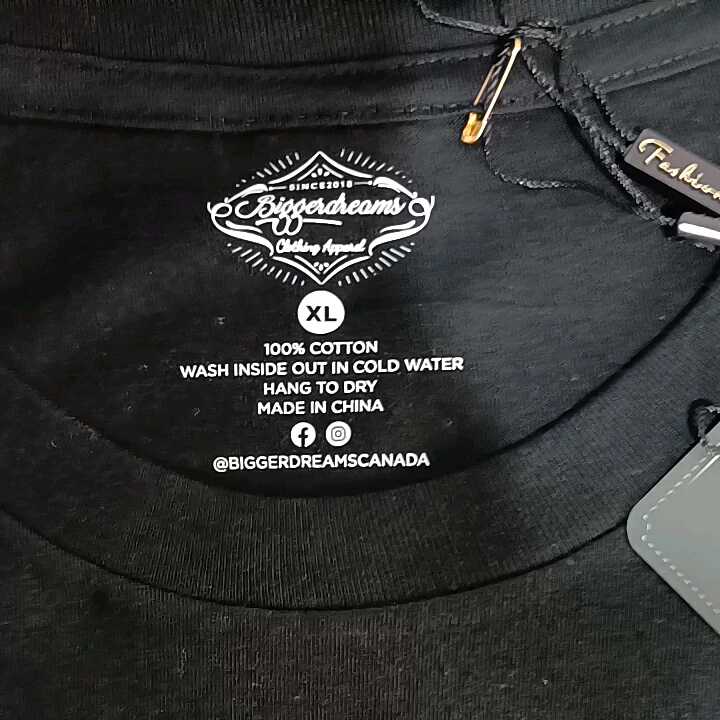 SINCE2018
Biggerdreams
Clothing Apparel
XL
100% COTTON
WASH INSIDE OUT IN COLD WATER
HANG TO DRY
MADE IN CHINA
@BIGGERDREAMSCANADA
Fashion